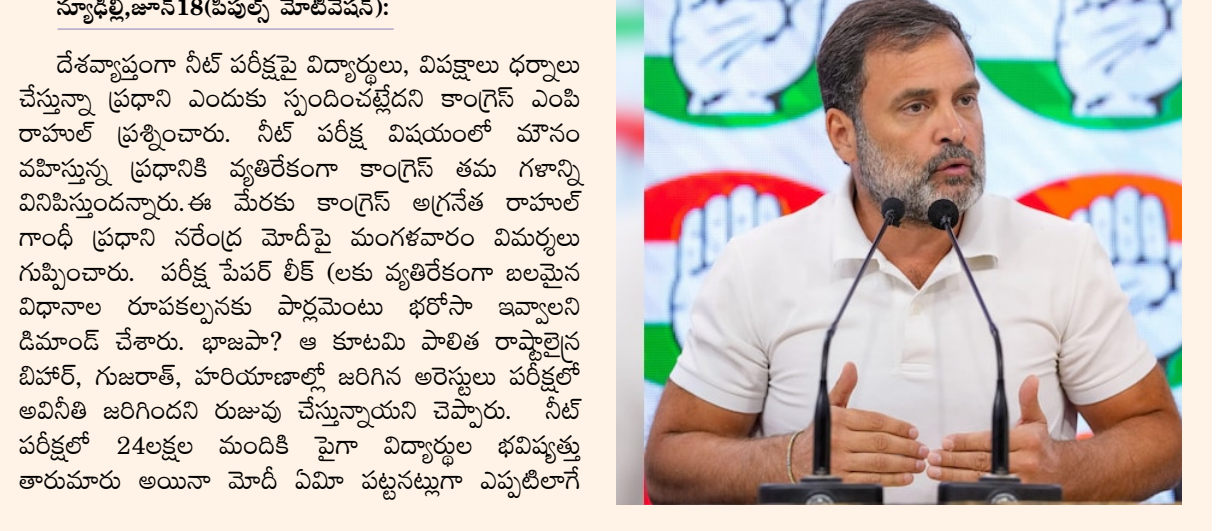 న్యూఢిల్లీ,జూన్18(పీపుల్స్ మోటివేషన్):
దేశవ్యాప్తంగా నీట్ పరీక్షపై విద్యార్థులు, విపక్షాలు ధర్నాలు
చేస్తున్నా ప్రధాని ఎందుకు స్పందించట్లేదని కాంగ్రెస్ ఎంపి
రాహుల్ ప్రశ్నించారు. నీట్ పరీక్ష విషయంలో మౌనం
వహిస్తున్న ప్రధానికి వ్యతిరేకంగా కాంగ్రెస్ తమ గళాన్ని
వినిపిస్తుందన్నారు.ఈ మేరకు కాంగ్రెస్ అగ్రనేత రాహుల్
గాంధీ ప్రధాని నరేంద్ర మోదీపై మంగళవారం విమర్శలు
గుప్పించారు. పరీక్ష పేపర్ లీక్ (లకు వ్యతిరేకంగా బలమైన
విధానాల రూపకల్పనకు పార్లమెంటు భరోసా ఇవ్వాలని
డిమాండ్ చేశారు. భాజపా? ఆ కూటమి పాలిత రాష్ట్రాలైన
బిహార్, గుజరాత్, హరియాణాల్లో జరిగిన అరెస్టులు పరీక్షలో
అవినీతి జరిగిందని రుజువు చేస్తున్నాయని చెప్పారు. నీట్
పరీక్షలో 24లక్షల మందికి పైగా విద్యార్థుల భవిష్యత్తు
తారుమారు అయినా మోదీ ఏమీ పట్టనట్లుగా ఎప్పటిలాగే